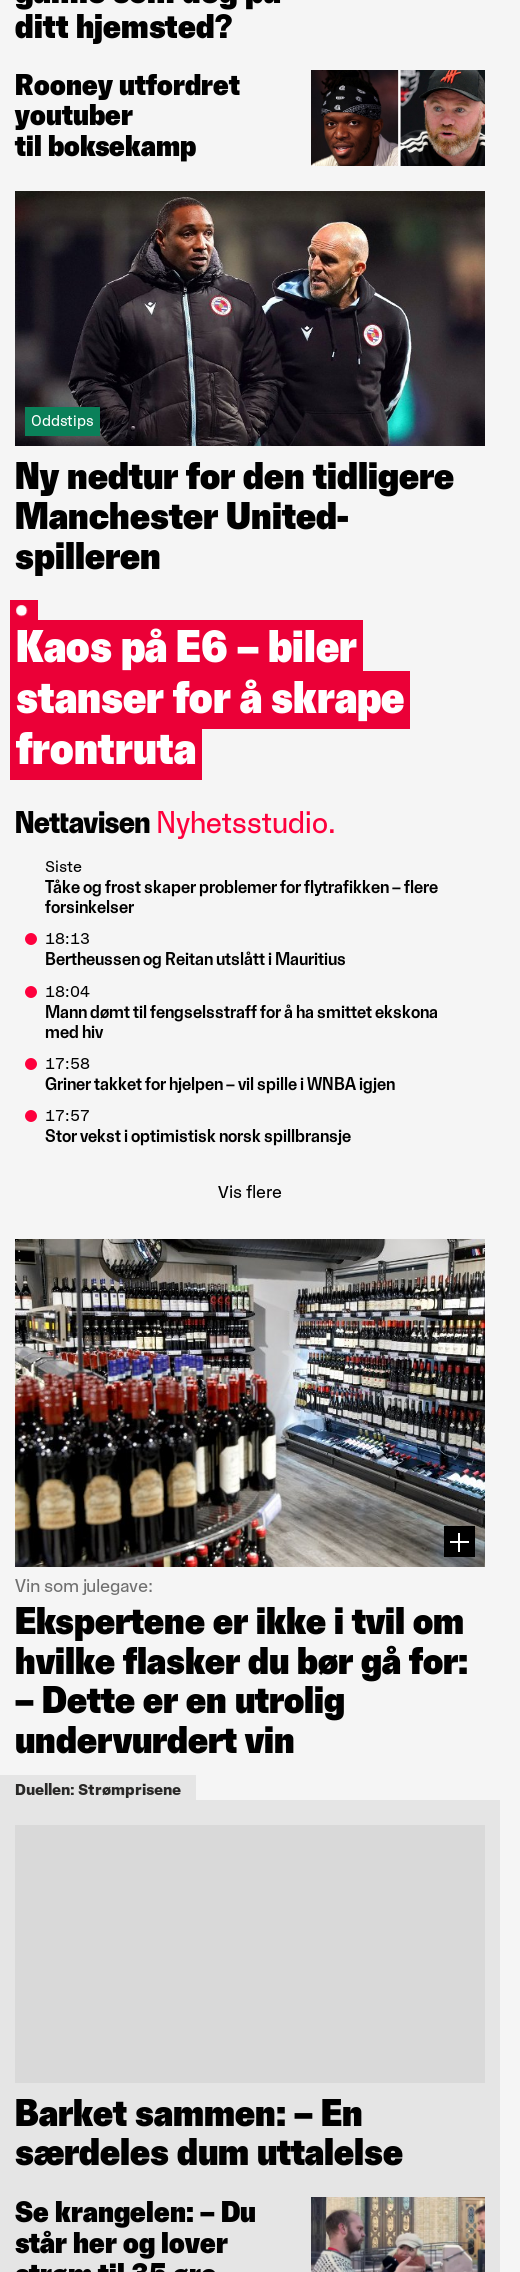 ditt hjemsted?
Rooney utfordret
youtuber
til boksekamp
Oddstips
Ny nedtur for den tidligere
Manchester United-
spilleren
Kaos på E6 – biler
stanser for å skrape
frontruta
Nettavisen Nyhetsstudio.
Siste
Tåke og frost skaper problemer for flytrafikken – flere
forsinkelser
18:13
Bertheussen og Reitan utslått i Mauritius
18:04
Mann dømt til fengselsstraff for å ha smittet ekskona
med hiv
17:58
Griner takket for hjelpen – vil spille i WNBA igjen
17:57
Stor vekst i optimistisk norsk spillbransje
Vis flere
Vin som julegave:
Ekspertene er ikke i tvil om
hvilke flasker du bør gå for:
– Dette er en utrolig
undervurdert vin
Duellen: Strømprisene
Barket sammen: – En
særdeles dum uttalelse
Se krangelen: – Du
står her og lover
strøm til 35 øre